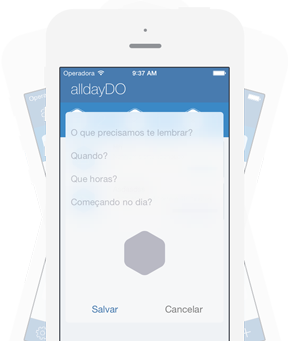 Operadora 9:37 AM
alldayDO
O que precisamos te lembrar?
Quando?
Que horas?
Começando no dia?
Salvar Cancelar